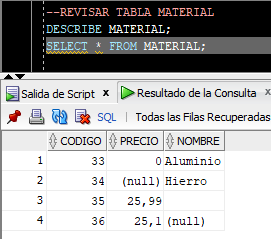 --REVISAR TABLA MATERIAL
DESCRIBE MATERIAL;
SELECT * FROM MATERIAL;
Salida de Script x Resultado de la Consulta
SQL | Todas las Filas Recuperadas
CODIGO PRECIO NOMBRE
1 33 0 Aluminio
2 34 (null) Hierro
3 35 25,99
4 36 25,1 (null)